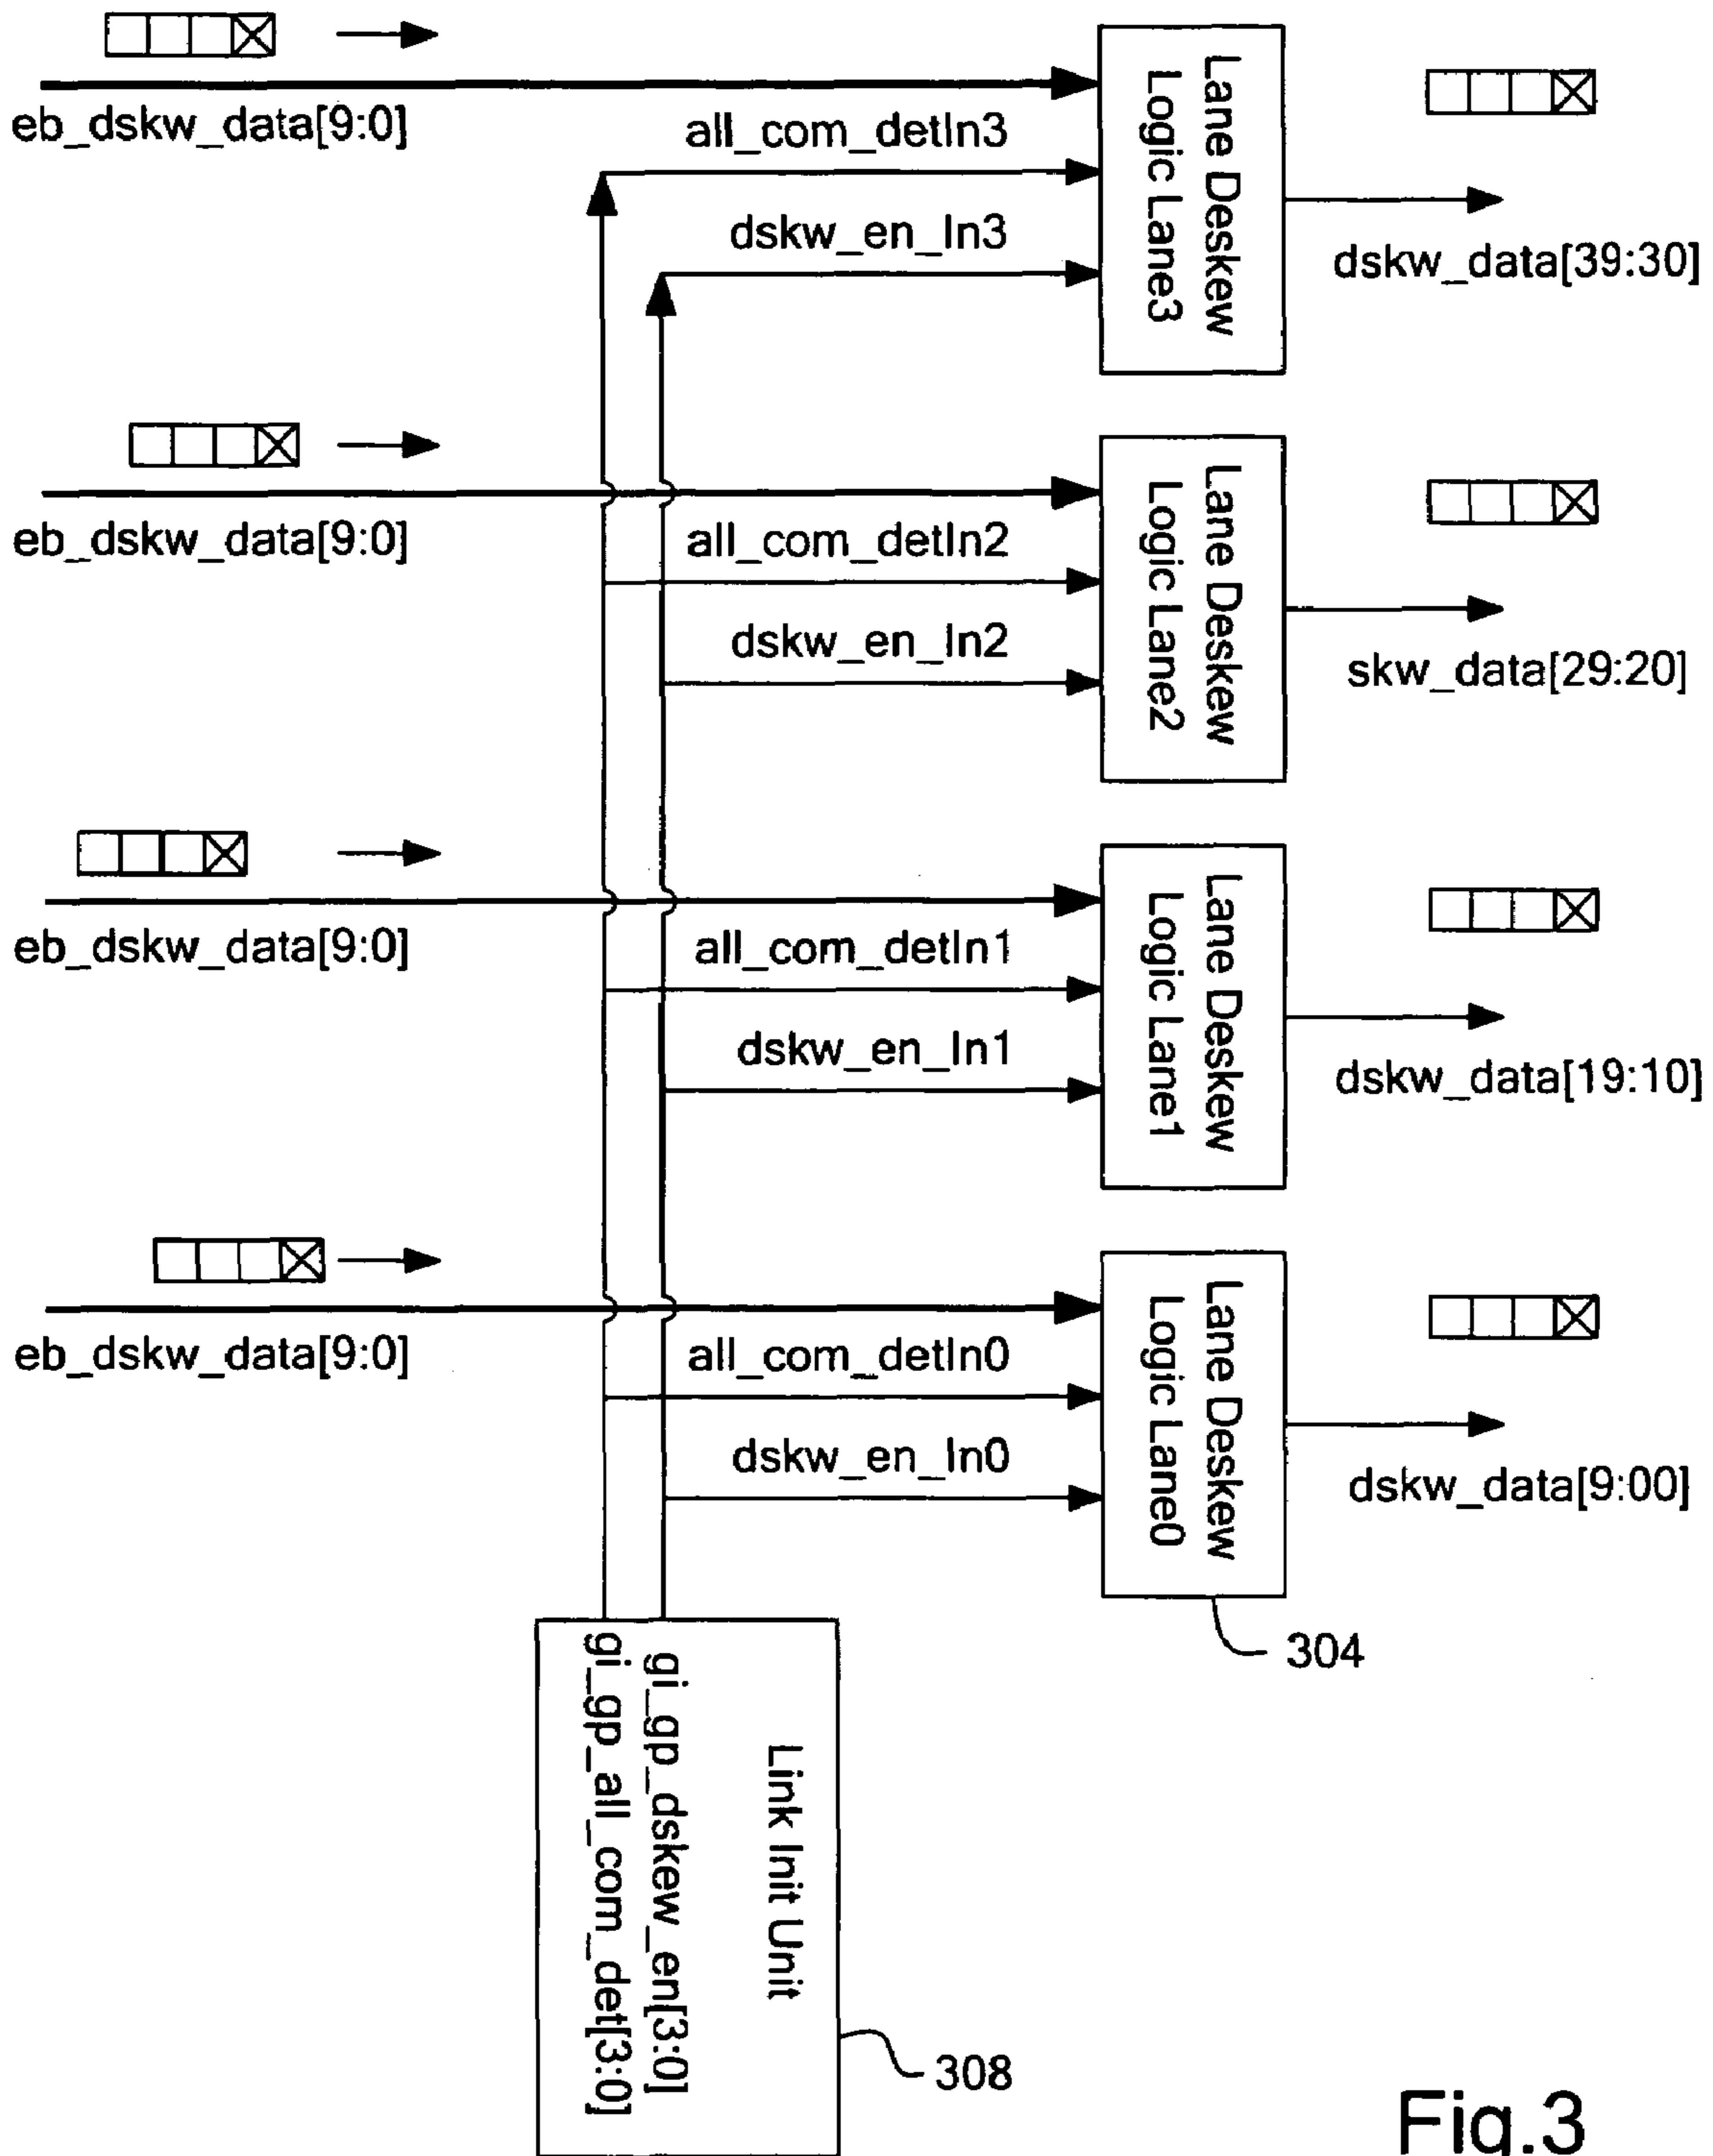 eb_dskw_data[9:0]
all_com_detln3
dskw_en_ln3
Lane Deskew
Logic Lane3
dskw_data[39:30]
eb_dskw_data[9:0]
all_com_detln2
dskw_en_ln2
Lane Deskew
Logic Lane2
skw_data[29:20]
eb_dskw_data[9:0]
all_com_detln1
dskw_en_ln1
Lane Deskew
Logic Lane1
dskw_data[19:10]
eb_dskw_data[9:0]
all_com_detln0
dskw_en_ln0
Lane Deskew
Logic Lane0
dskw_data[9:00]
304
Link Init Unit
gi_gp_dskew_en[3:0]
gi_gp_all_com_det[3:0]
308
Fig.3